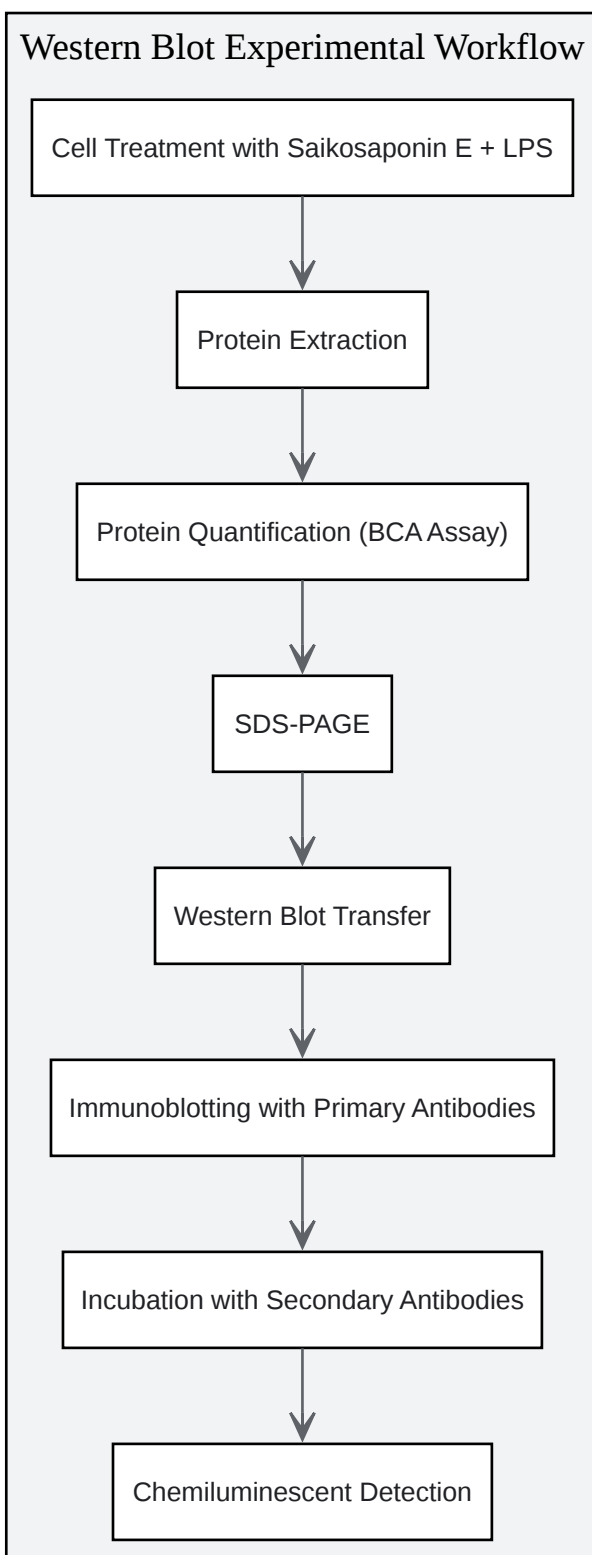 Western Blot Experimental Workflow
Cell Treatment with Saikosaponin E + LPS
Protein Extraction
Protein Quantification (BCA Assay)
SDS-PAGE
Western Blot Transfer
Immunoblotting with Primary Antibodies
Incubation with Secondary Antibodies
Chemiluminescent Detection